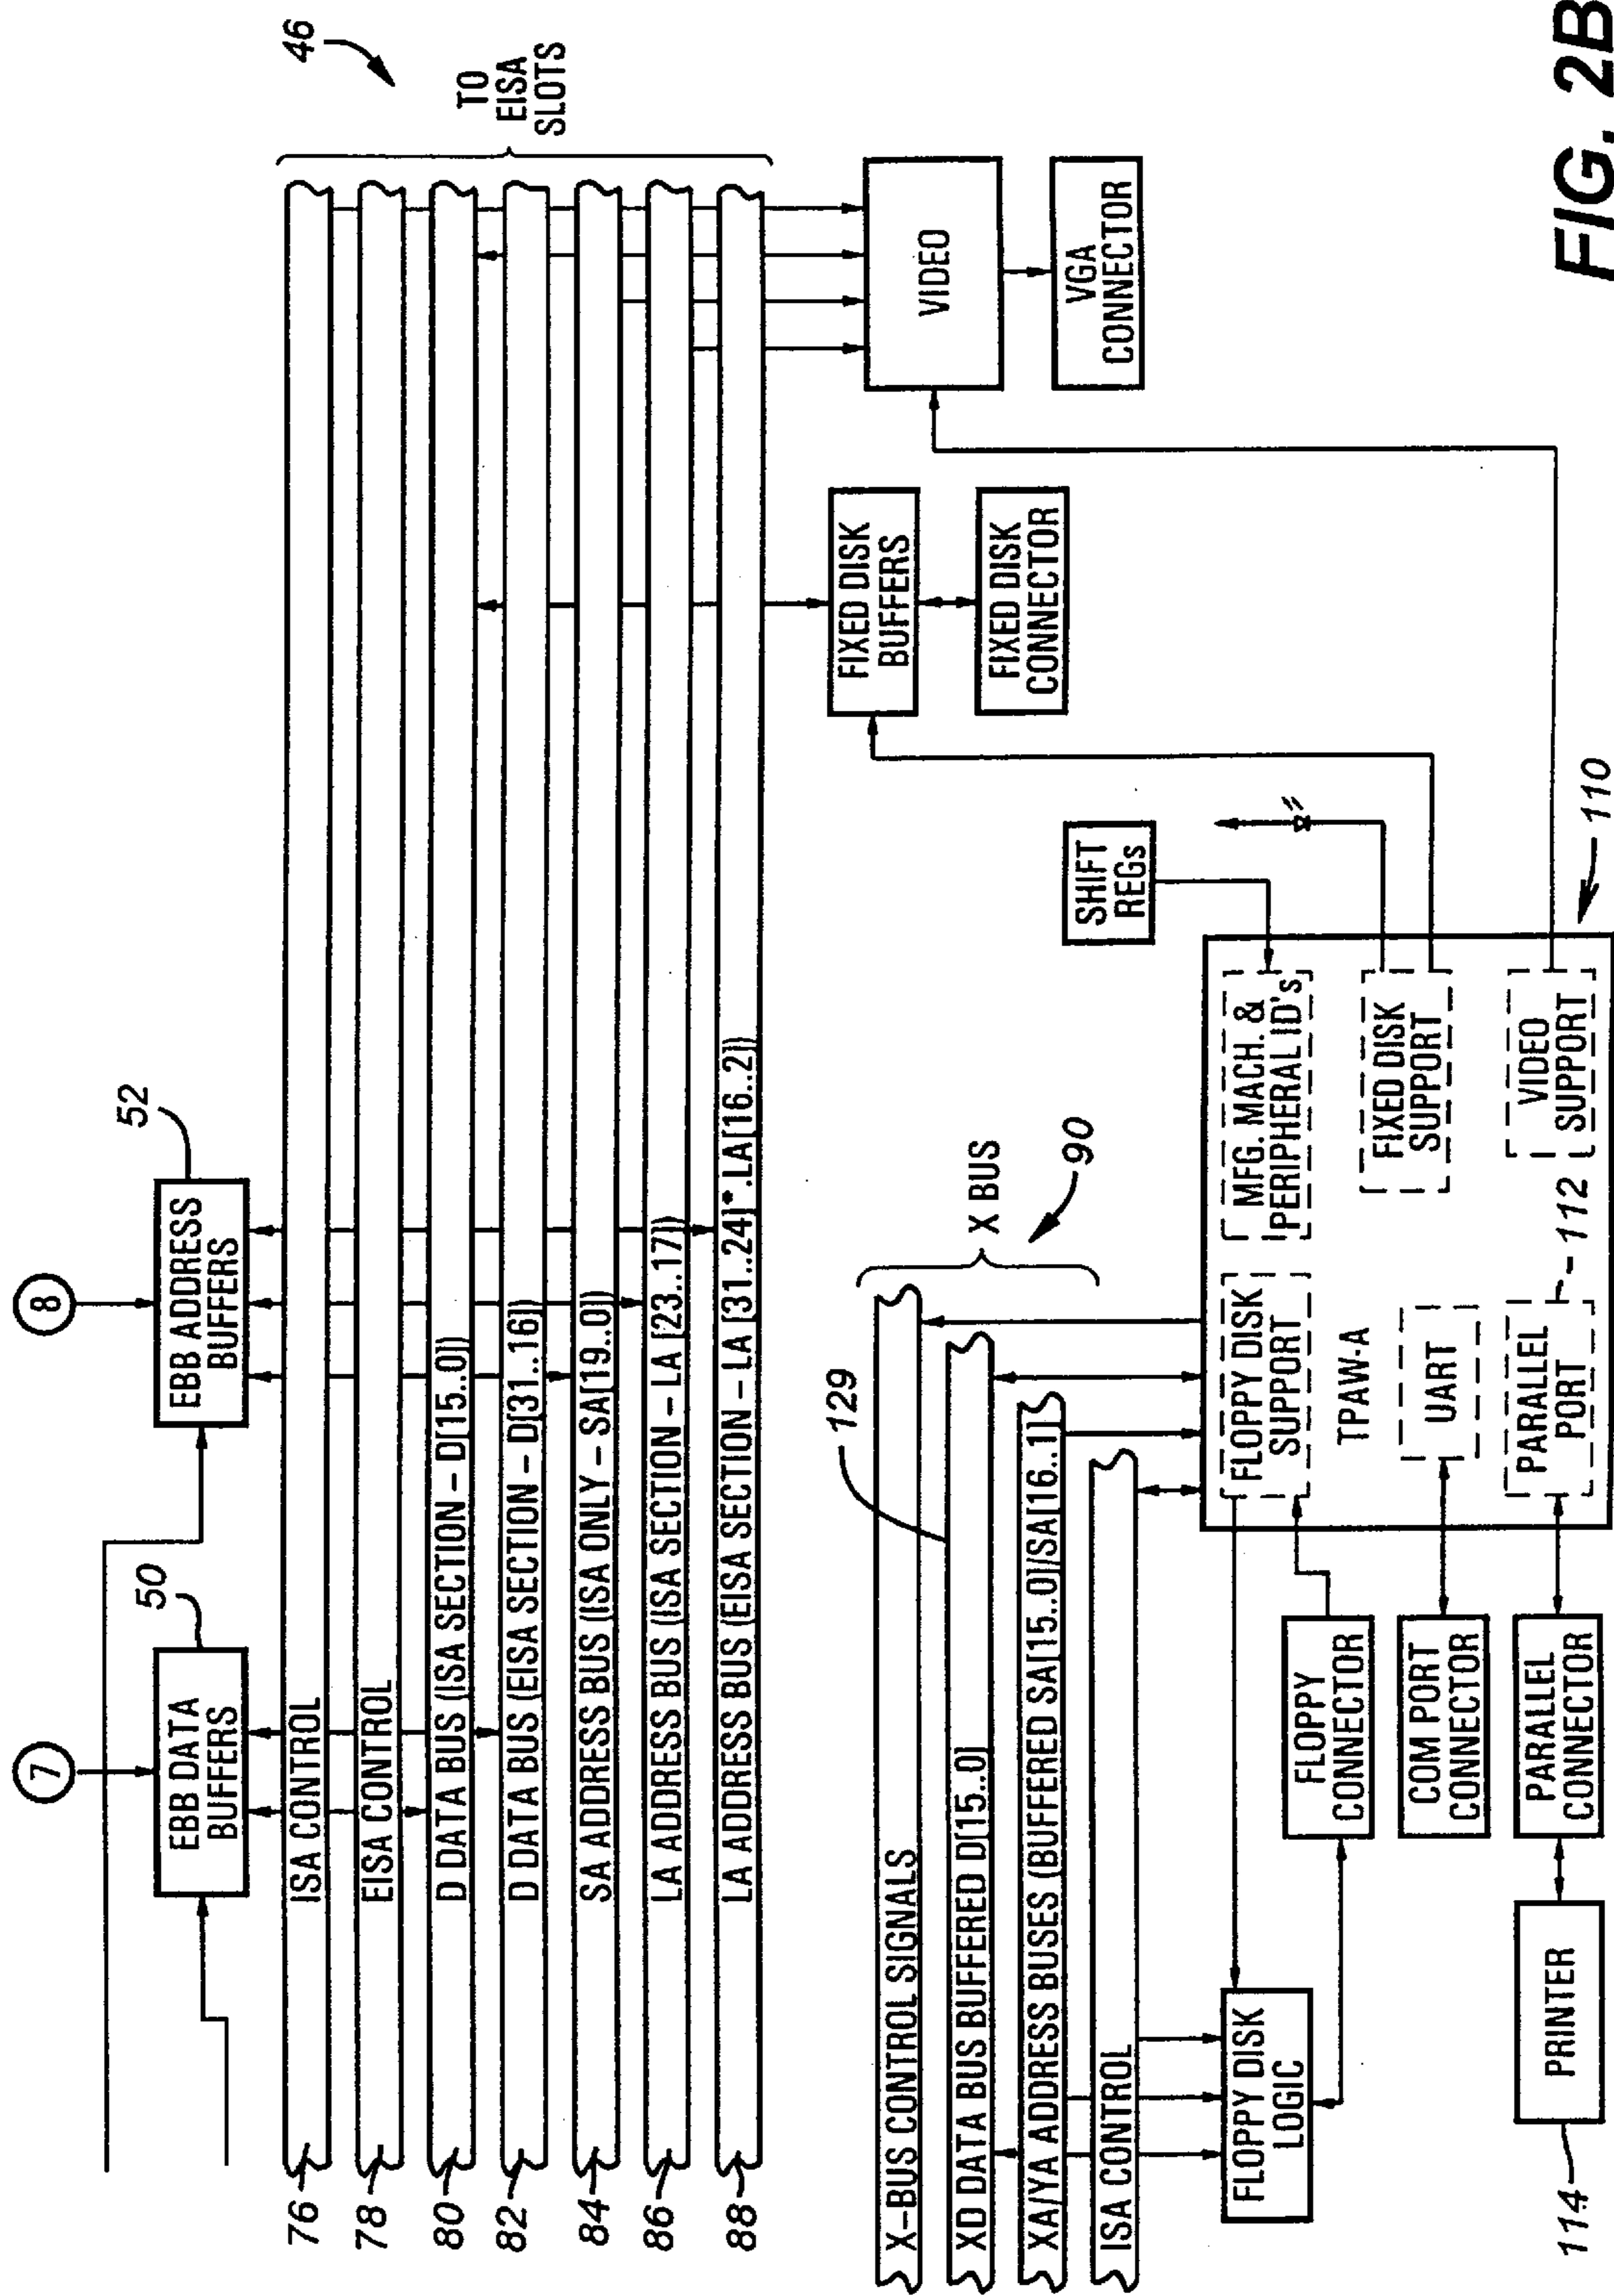 46
TO
EISA
SLOTS
8
52
EBB ADDRESS
BUFFERS
7
50
EBB DATA
BUFFERS
76
ISA CONTROL
78
EISA CONTROL
80
D DATA BUS (ISA SECTION – D[15..0])
82
D DATA BUS (EISA SECTION – D[31..16])
84
SA ADDRESS BUS (ISA ONLY – SA[19..0])
86
LA ADDRESS BUS (ISA SECTION – LA [23..17])
88
LA ADDRESS BUS (EISA SECTION – LA [31..24]*.LA[16..2])
VIDEO
VGA
CONNECTOR
FIXED DISK
BUFFERS
FIXED DISK
CONNECTOR
X BUS
90
129
X–BUS CONTROL SIGNALS
XD DATA BUS BUFFERED D[15..0]
XA/YA ADDRESS BUSES (BUFFERED SA[15..0]/SA[16..1]
ISA CONTROL
SHIFT
REGs
FLOPPY DISK
LOGIC
FLOPPY DISK
SUPPORT
MFG. MACH. &
PERIPHERAL ID's
TPAW-A
FIXED DISK
SUPPORT
UART
PARALLEL
PORT
112
VIDEO
SUPPORT
110
FLOPPY
CONNECTOR
COM PORT
CONNECTOR
PARALLEL
CONNECTOR
PRINTER
114
FIG. 2B